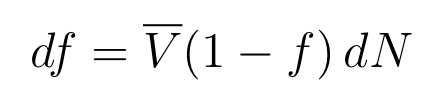 df = V̅(1 − f) dN